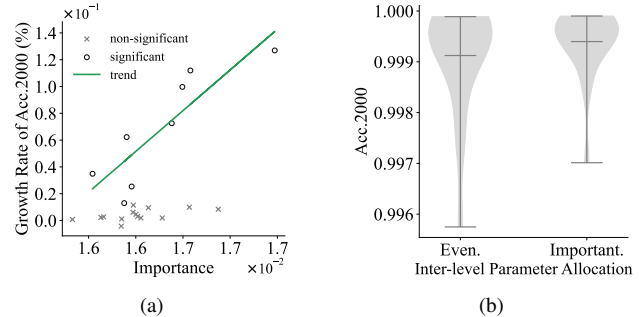 ×10⁻¹
Growth Rate of Acc.2000 (%)
1.4
1.2
1.0
0.8
0.6
0.4
0.2
0.0
non-significant
significant
trend
1.6 1.6 1.7 1.7 1.7
Importance
×10⁻²
(a)
Acc.2000
1.000
0.999
0.998
0.997
0.996
Even. Important.
Inter-level Parameter Allocation
(b)